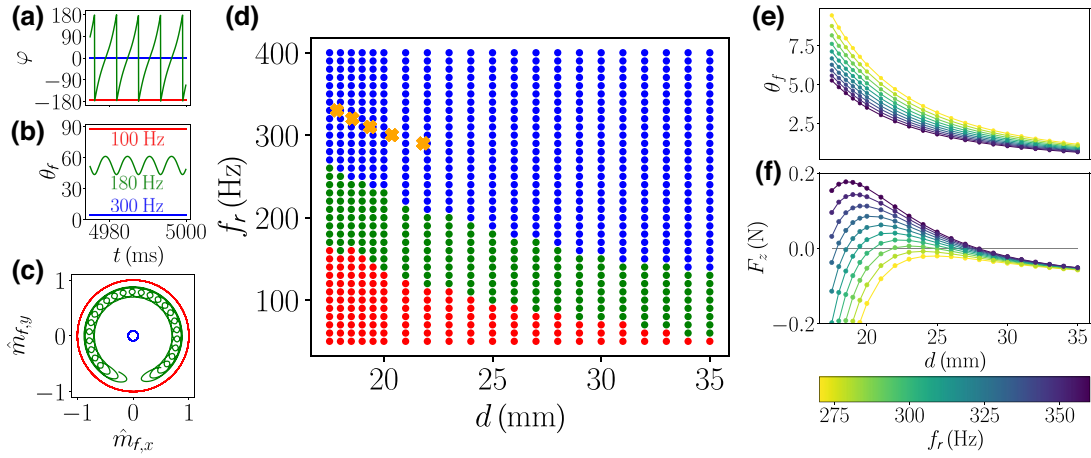 (a)
180
90
0
−90
−180
φ
(b)
90
60
30
0
θf
100 Hz
180 Hz
300 Hz
4980
5000
t (ms)
(c)
1
0
−1
m̂f,y
−1
0
1
m̂f,x
(d)
400
300
200
100
fr (Hz)
20
25
30
35
d (mm)
(e)
7.5
5.0
2.5
θf
(f)
0.2
0.0
−0.2
Fz (N)
20
25
30
35
d (mm)
275
300
325
350
fr (Hz)